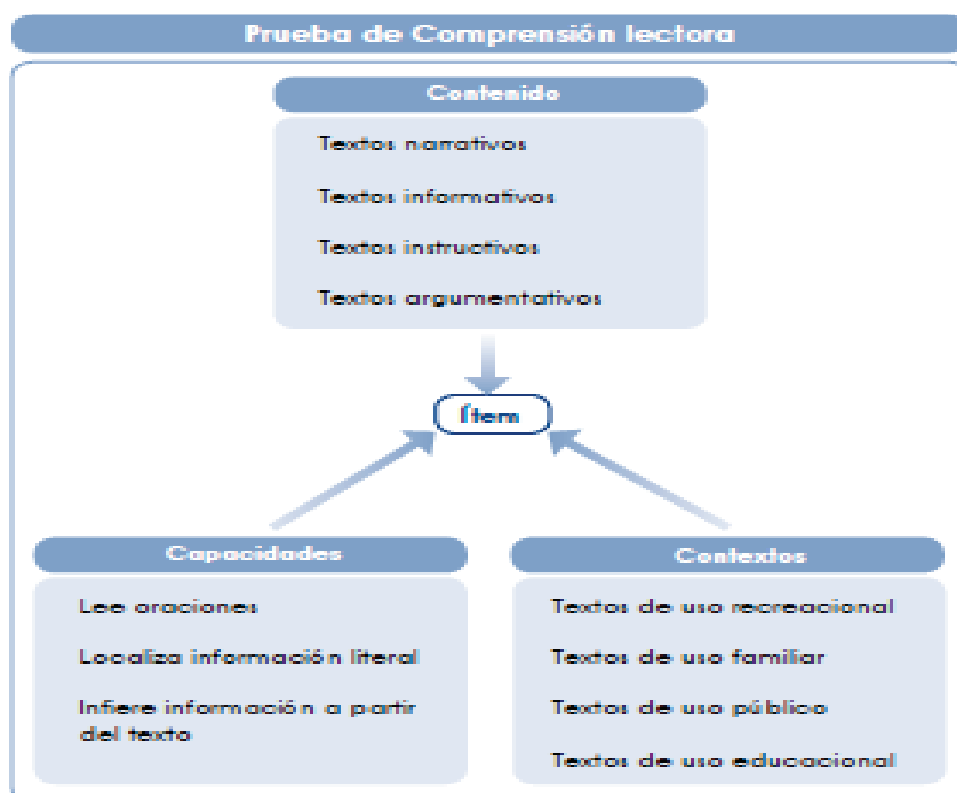 Prueba de Comprensión lectora
Contenido
Textos narrativos
Textos informativos
Textos instructivos
Textos argumentativos
Ítem
Capacidades
Lee oraciones
Localiza información literal
Infiere información a partir
del texto
Contextos
Textos de uso recreacional
Textos de uso familiar
Textos de uso público
Textos de uso educacional